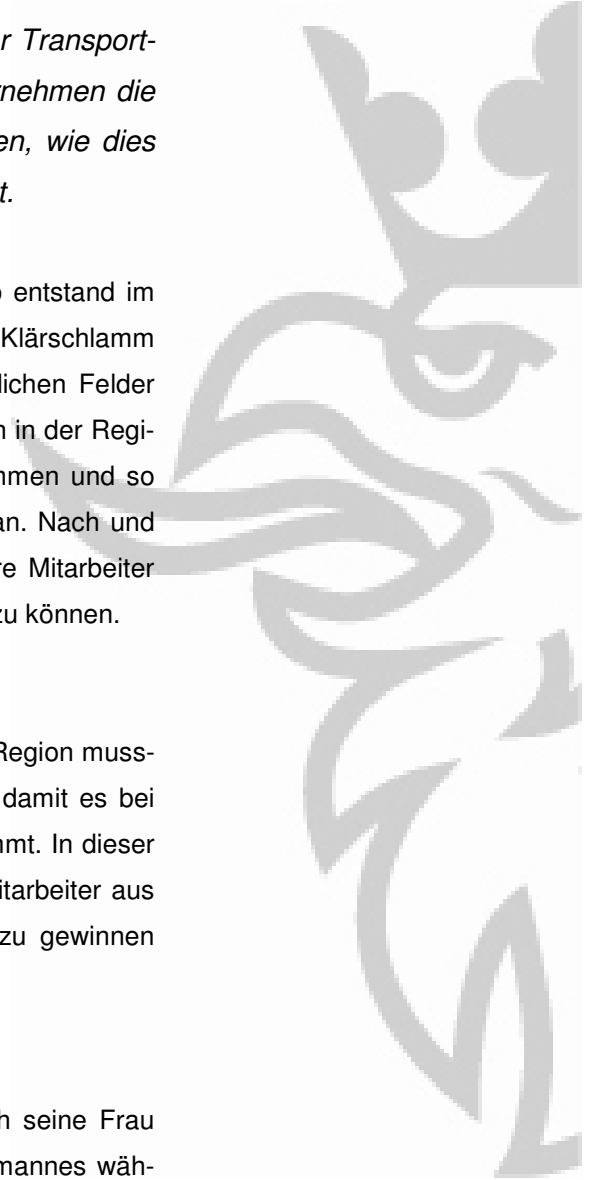 r Transport-
rnehmen die
en, wie dies
t.
entstand im
Klärschlamm
lichen Felder
n in der Regi-
mmen und so
an. Nach und
re Mitarbeiter
zu können.
Region muss-
damit es bei
mmt. In dieser
itarbeiter aus
zu gewinnen
h seine Frau
mannes wäh-